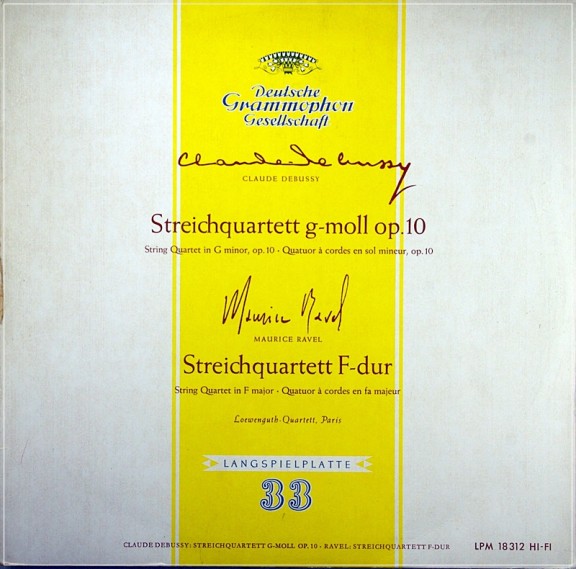 Deutsche
Grammophon
Gesellschaft
Claude Debussy
CLAUDE DEBUSSY
Streichquartett g-moll op.10
String Quartet in G minor, op. 10 - Quatuor à cordes en sol mineur, op. 10
Maurice Ravel
MAURICE RAVEL
Streichquartett F-dur
String Quartet in F major - Quatuor à cordes en fa majeur
Loewenguth-Quartett, Paris
LANGSPIELPLATTE
33
CLAUDE DEBUSSY: STREICHQUARTETT G-MOLL OP. 10 - RAVEL: STREICHQUARTETT F-DUR LPM 18312 HI-FI